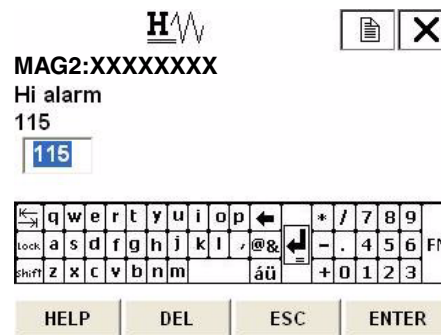 H
MAG2:XXXXXXXX
Hi alarm
115
115
q w e r t y u i o p * / 7 8 9
Lock a s d f g h j k l , @& - . 4 5 6 FN
Shift z x c v b n m áü = + 0 1 2 3
HELP DEL ESC ENTER